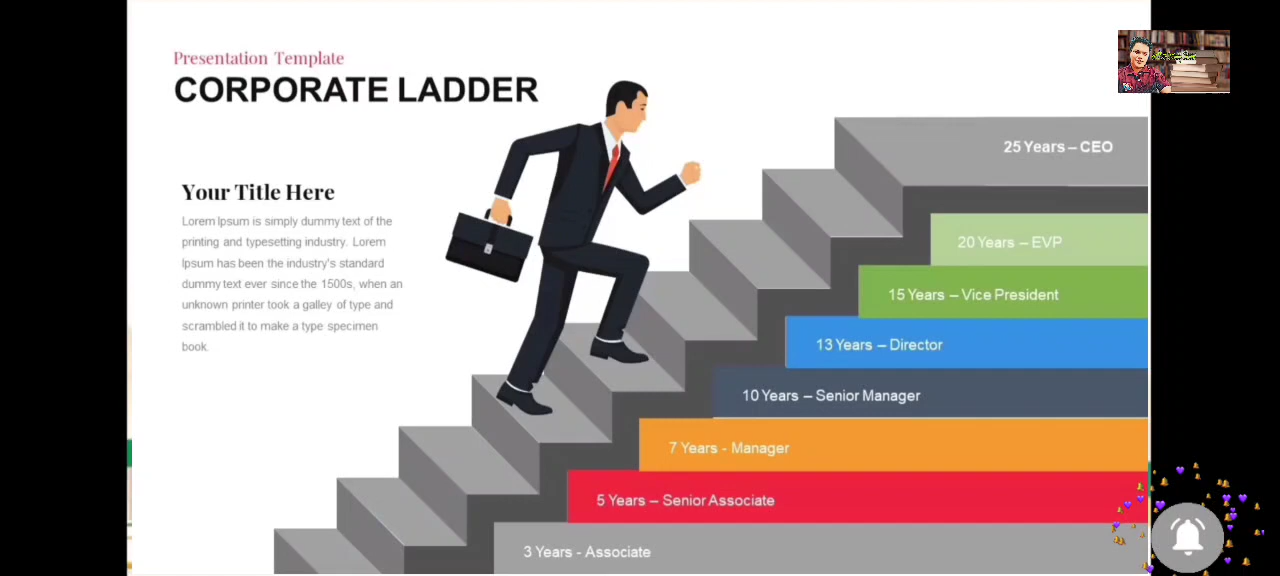 Presentation Template
CORPORATE LADDER
Your Title Here
Lorem Ipsum is simply dummy text of the
printing and typesetting industry. Lorem
Ipsum has been the industry's standard
dummy text ever since the 1500s, when an
unknown printer took a galley of type and
scrambled it to make a type specimen
book.
25 Years – CEO
20 Years – EVP
15 Years – Vice President
13 Years – Director
10 Years – Senior Manager
7 Years - Manager
5 Years – Senior Associate
3 Years - Associate